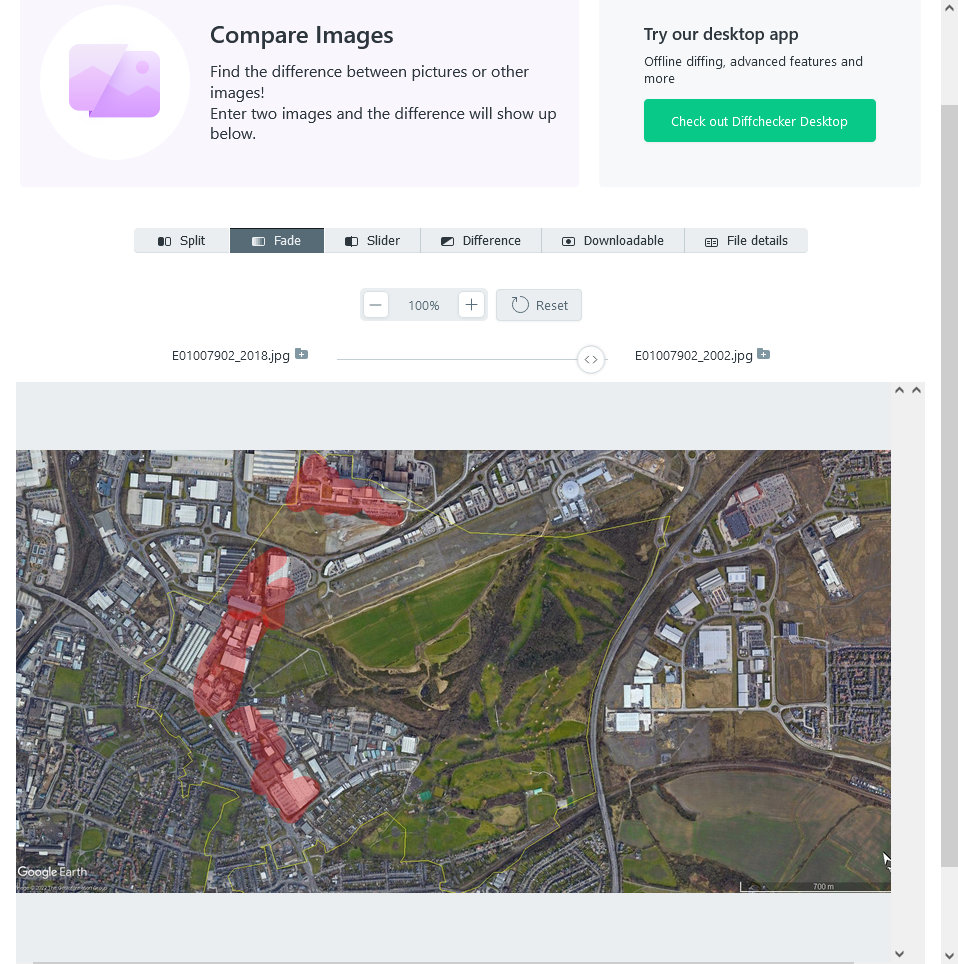 Compare Images
Find the difference between pictures or other
images!
Enter two images and the difference will show up
below.
Try our desktop app
Offline diffing, advanced features and
more
Check out Diffchecker Desktop
Split
Fade
Slider
Difference
Downloadable
File details
100%
Reset
E01007902_2018.jpg
E01007902_2002.jpg
Google Earth
700 m